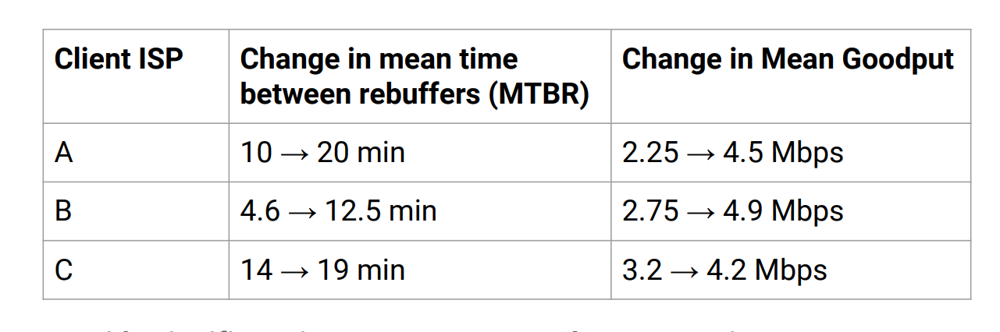 Client ISP
Change in mean time
between rebuffers (MTBR)
Change in Mean Goodput
A
10 → 20 min
2.25 → 4.5 Mbps
B
4.6 → 12.5 min
2.75 → 4.9 Mbps
C
14 → 19 min
3.2 → 4.2 Mbps